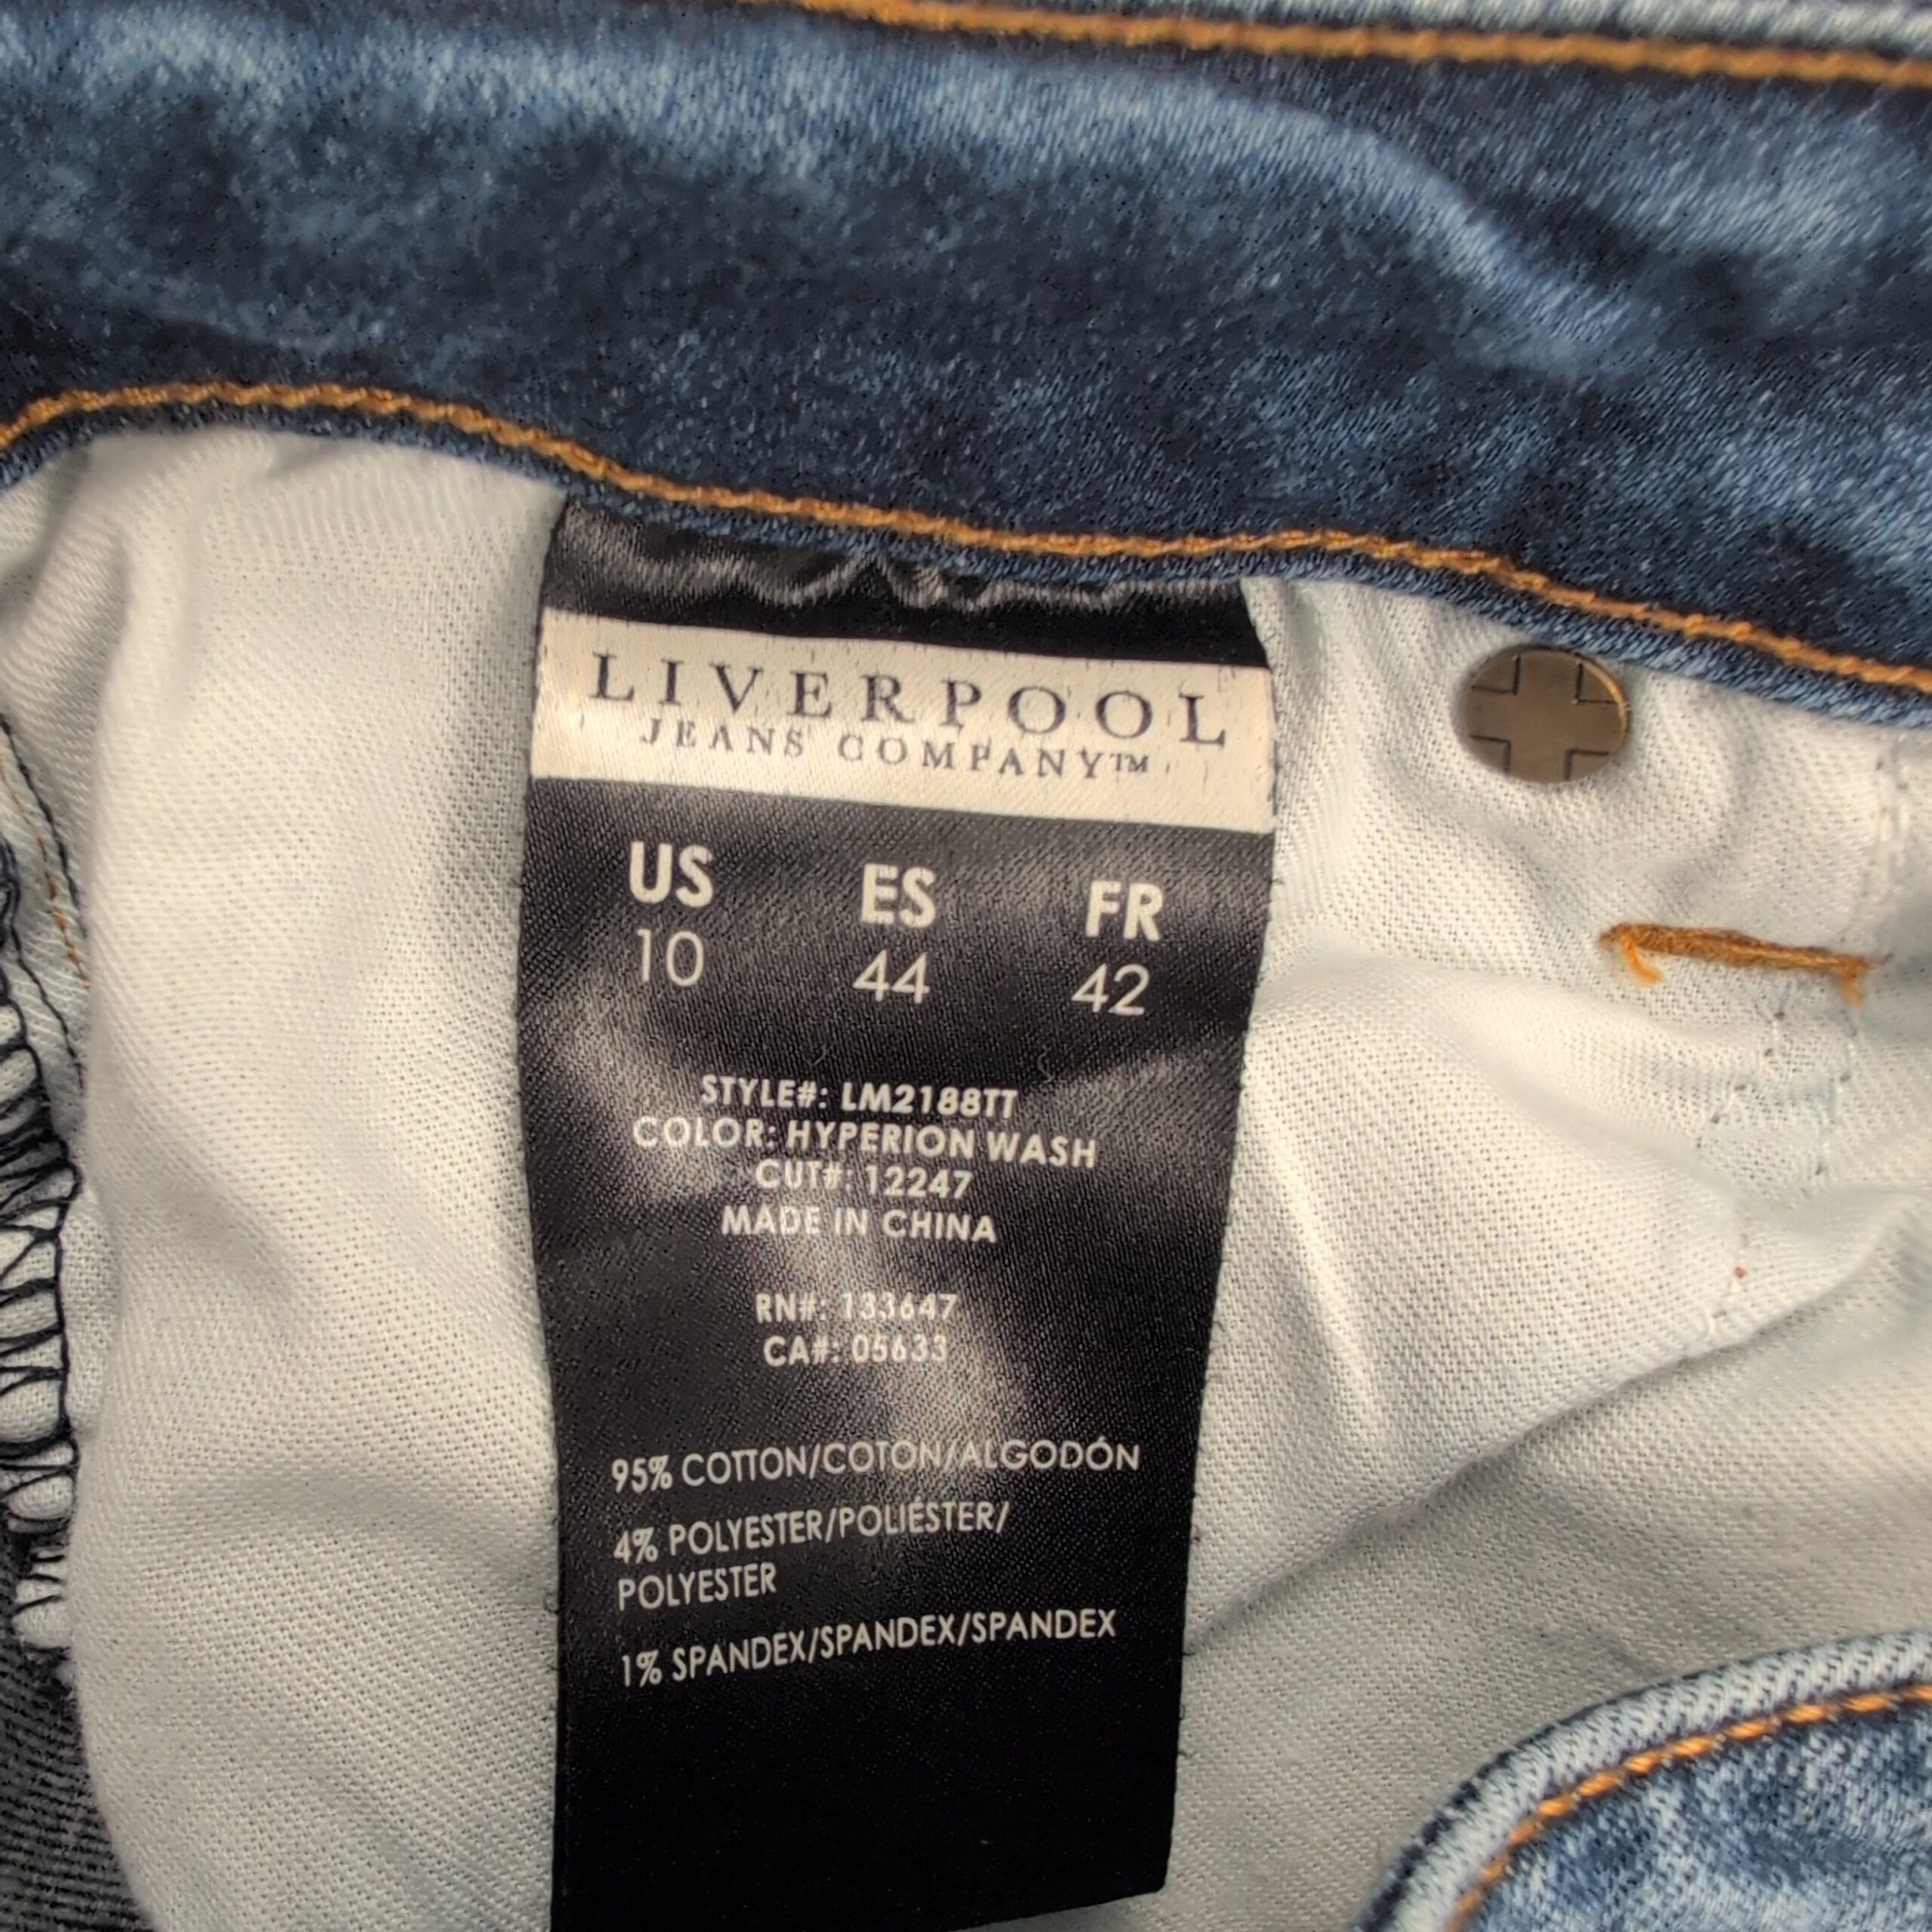 LIVERPOOL
JEANS COMPANY™
US ES FR
10 44 42
STYLE#: LM2188TT
COLOR: HYPERION WASH
CUT#: 12247
MADE IN CHINA
RN#: 133647
CA#: 05633
95% COTTON/COTON/ALGODÓN
4% POLYESTER/POLIÉSTER/
POLYESTER
1% SPANDEX/SPANDEX/SPANDEX